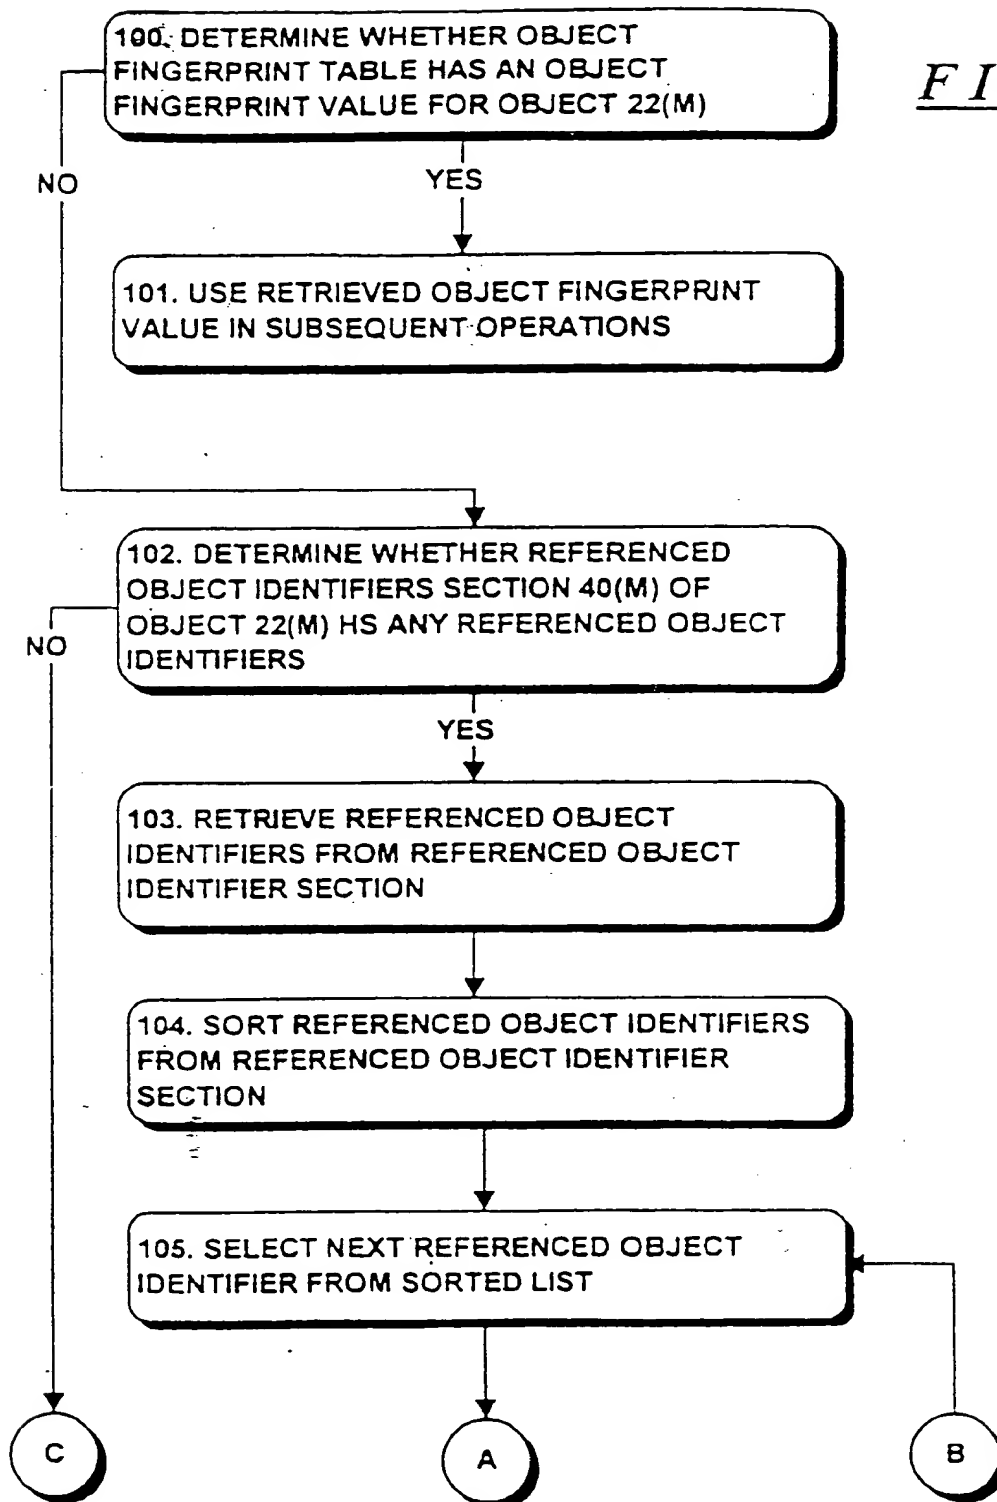 100. DETERMINE WHETHER OBJECT
FINGERPRINT TABLE HAS AN OBJECT
FINGERPRINT VALUE FOR OBJECT 22(M)
F I
NO
YES
101. USE RETRIEVED OBJECT FINGERPRINT
VALUE IN SUBSEQUENT OPERATIONS
102. DETERMINE WHETHER REFERENCED
OBJECT IDENTIFIERS SECTION 40(M) OF
OBJECT 22(M) HS ANY REFERENCED OBJECT
IDENTIFIERS
NO
YES
103. RETRIEVE REFERENCED OBJECT
IDENTIFIERS FROM REFERENCED OBJECT
IDENTIFIER SECTION
104. SORT REFERENCED OBJECT IDENTIFIERS
FROM REFERENCED OBJECT IDENTIFIER
SECTION
105. SELECT NEXT REFERENCED OBJECT
IDENTIFIER FROM SORTED LIST
C
A
B